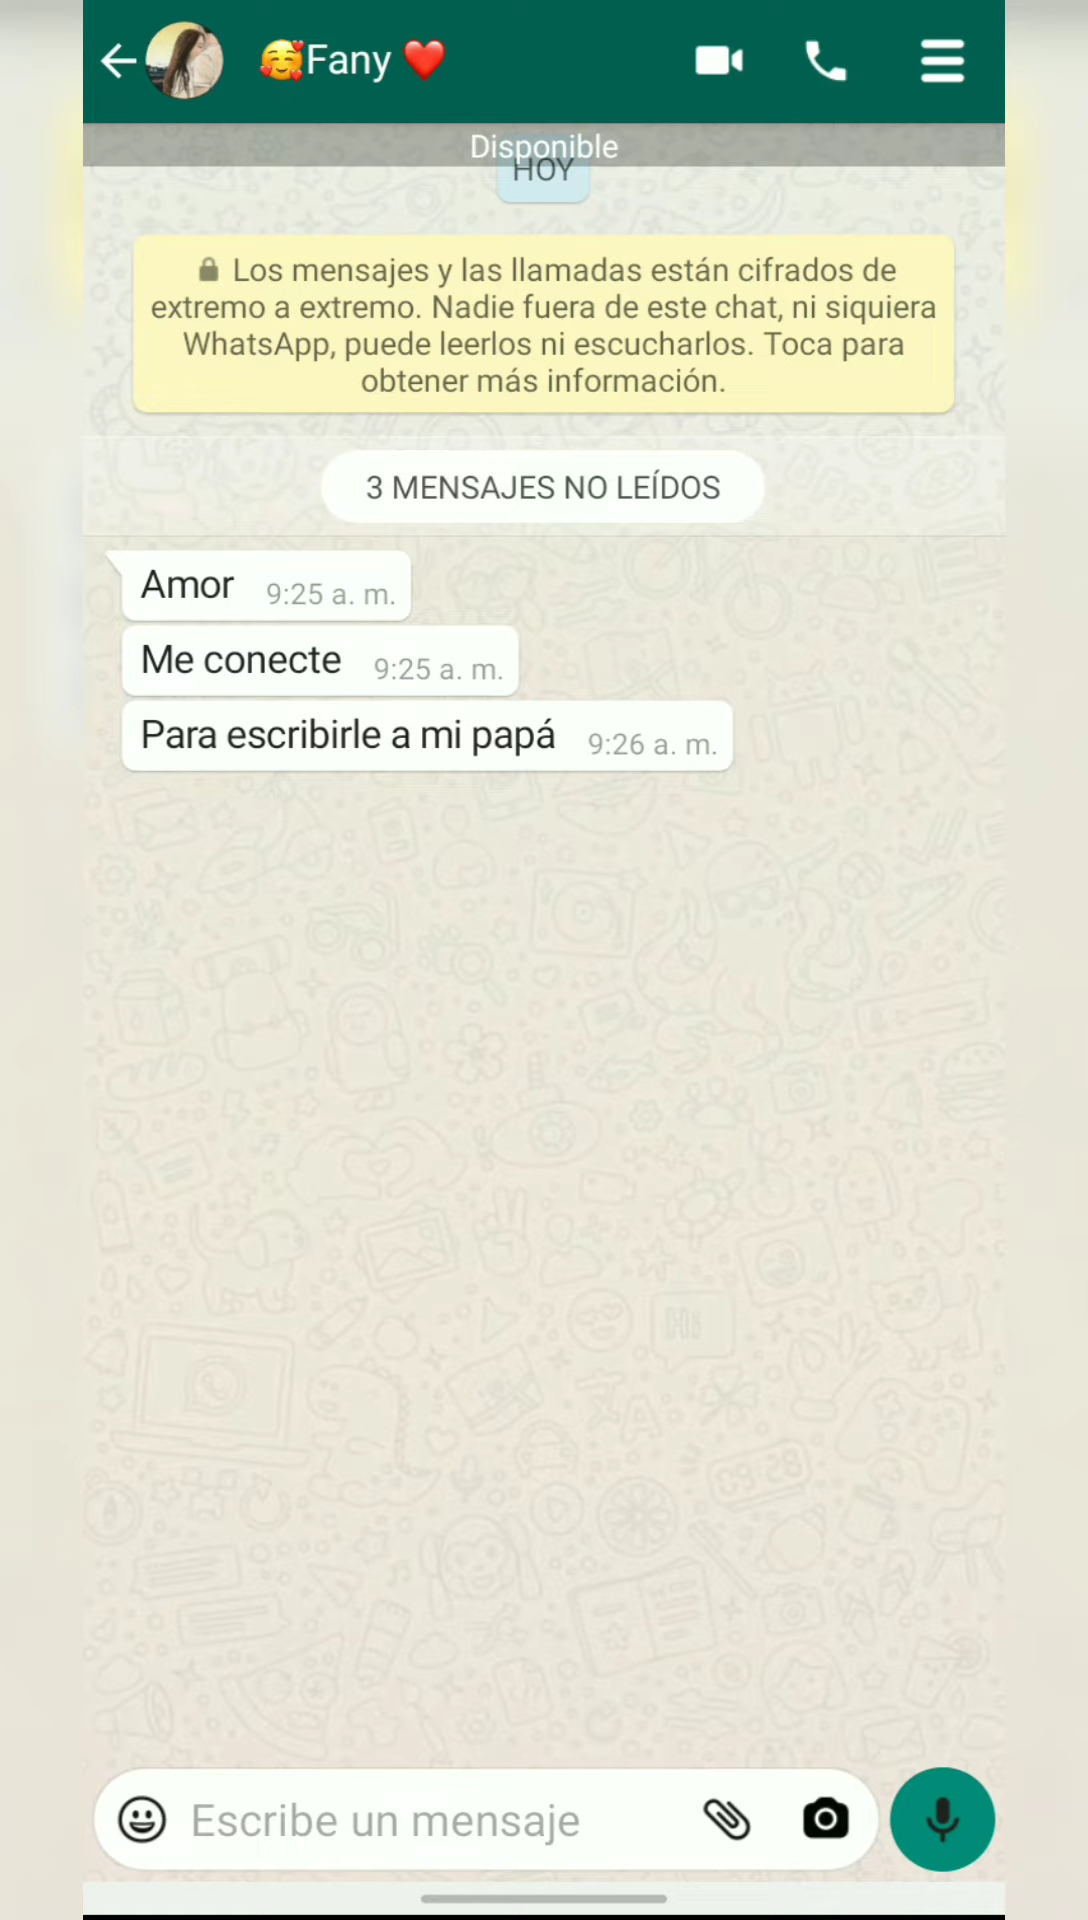 🥰Fany ❤️
Disponible
HOY
🔒 Los mensajes y las llamadas están cifrados de
extremo a extremo. Nadie fuera de este chat, ni siquiera
WhatsApp, puede leerlos ni escucharlos. Toca para
obtener más información.
3 MENSAJES NO LEÍDOS
Amor 9:25 a. m.
Me conecte 9:25 a. m.
Para escribirle a mi papá 9:26 a. m.
Escribe un mensaje